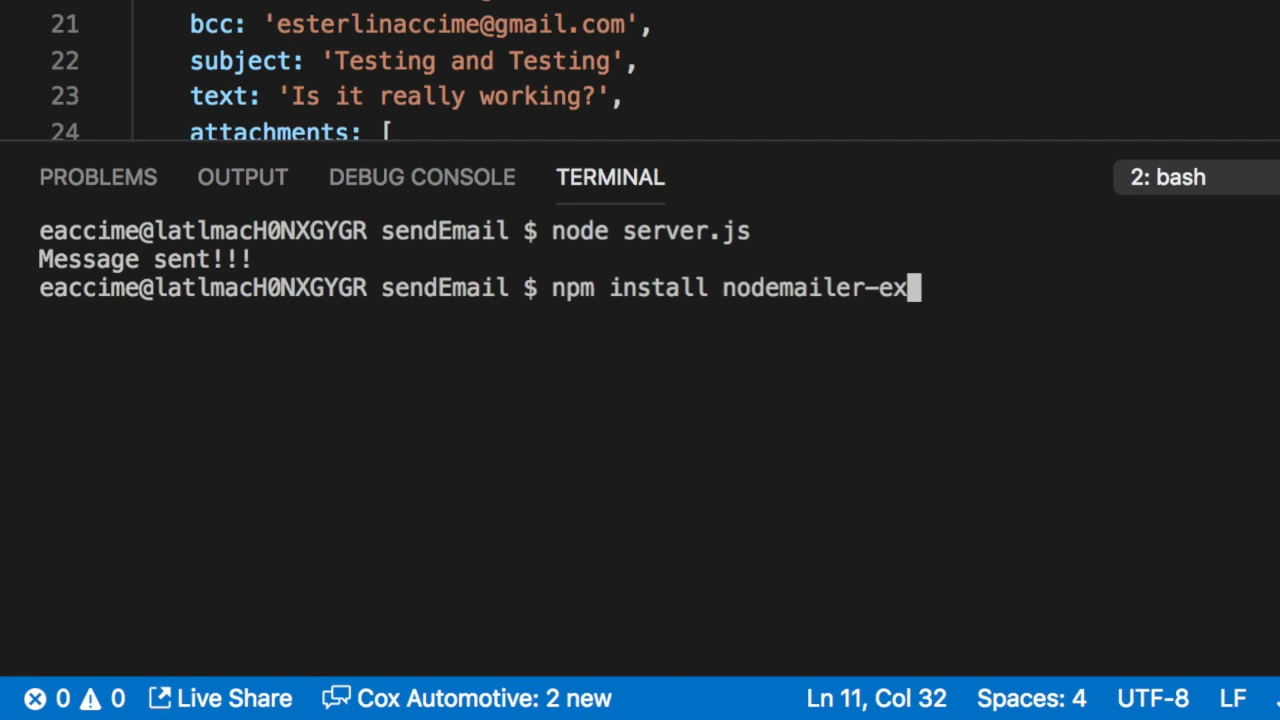 21 bcc: 'esterlinaccime@gmail.com',
22 subject: 'Testing and Testing',
23 text: 'Is it really working?',
24 attachments: [
PROBLEMS OUTPUT DEBUG CONSOLE TERMINAL 2: bash
eaccime@latlmacH0NXGYGR sendEmail $ node server.js
Message sent!!!
eaccime@latlmacH0NXGYGR sendEmail $ npm install nodemailer-ex
0 0 Live Share Cox Automotive: 2 new Ln 11, Col 32 Spaces: 4 UTF-8 LF